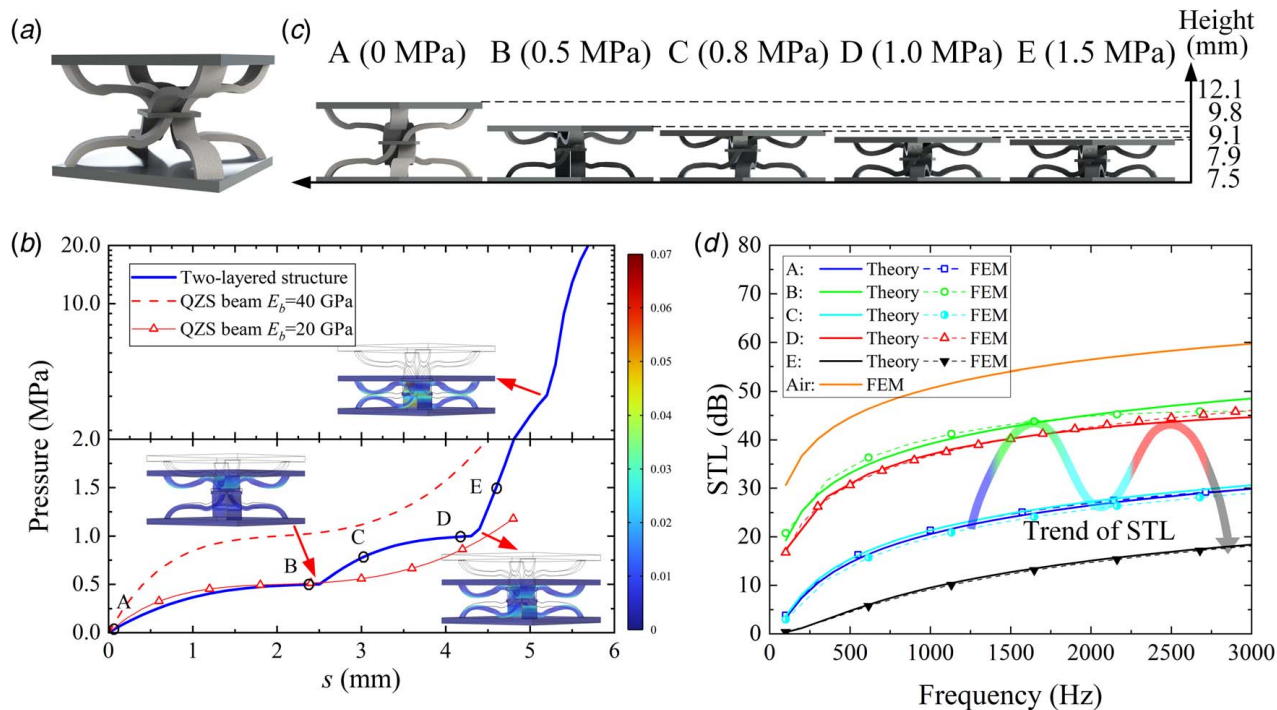 (a)
(c)
Height
(mm)
A (0 MPa)
B (0.5 MPa)
C (0.8 MPa)
D (1.0 MPa)
E (1.5 MPa)
12.1
9.8
9.1
7.9
7.5
(b)
20.0
10.0
2.0
1.5
1.0
0.5
0.0
Pressure (MPa)
Two-layered structure
QZS beam E_b=40 GPa
QZS beam E_b=20 GPa
A
B
C
D
E
0.07
0.06
0.05
0.04
0.03
0.02
0.01
0
0 1 2 3 4 5 6
s (mm)
(d)
80
70
60
50
40
30
20
10
0
STL (dB)
A: Theory FEM
B: Theory FEM
C: Theory FEM
D: Theory FEM
E: Theory FEM
Air: FEM
Trend of STL
0 500 1000 1500 2000 2500 3000
Frequency (Hz)